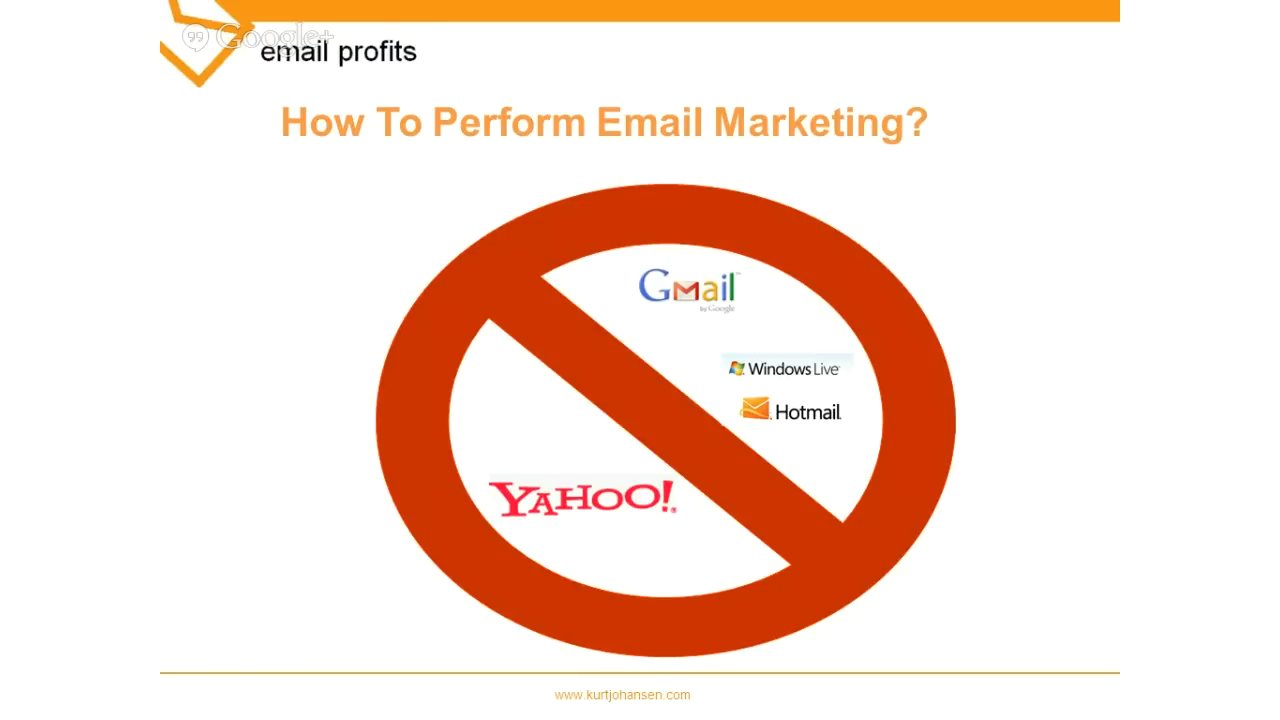 Google+
email profits
How To Perform Email Marketing?
Gmail
by Google
Windows Live
Hotmail
YAHOO!
www.kurtjohansen.com